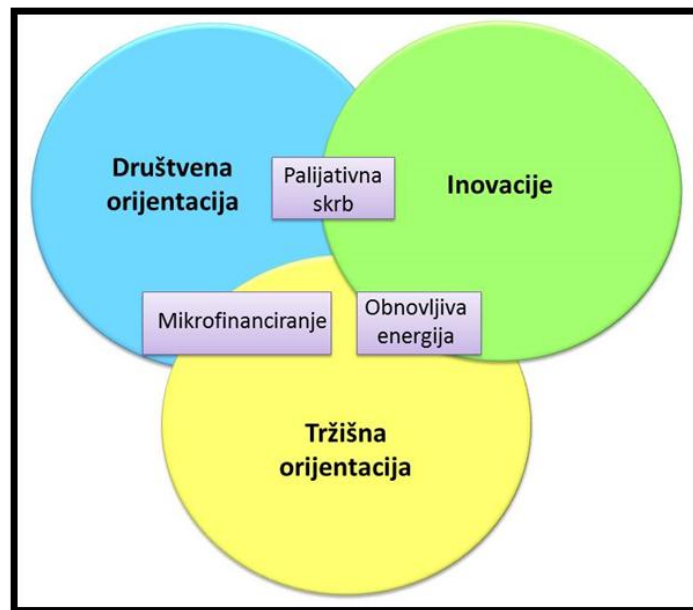 Društvena
orijentacija
Palijativna
skrb
Inovacije
Mikrofinanciranje
Obnovljiva
energija
Tržišna
orijentacija